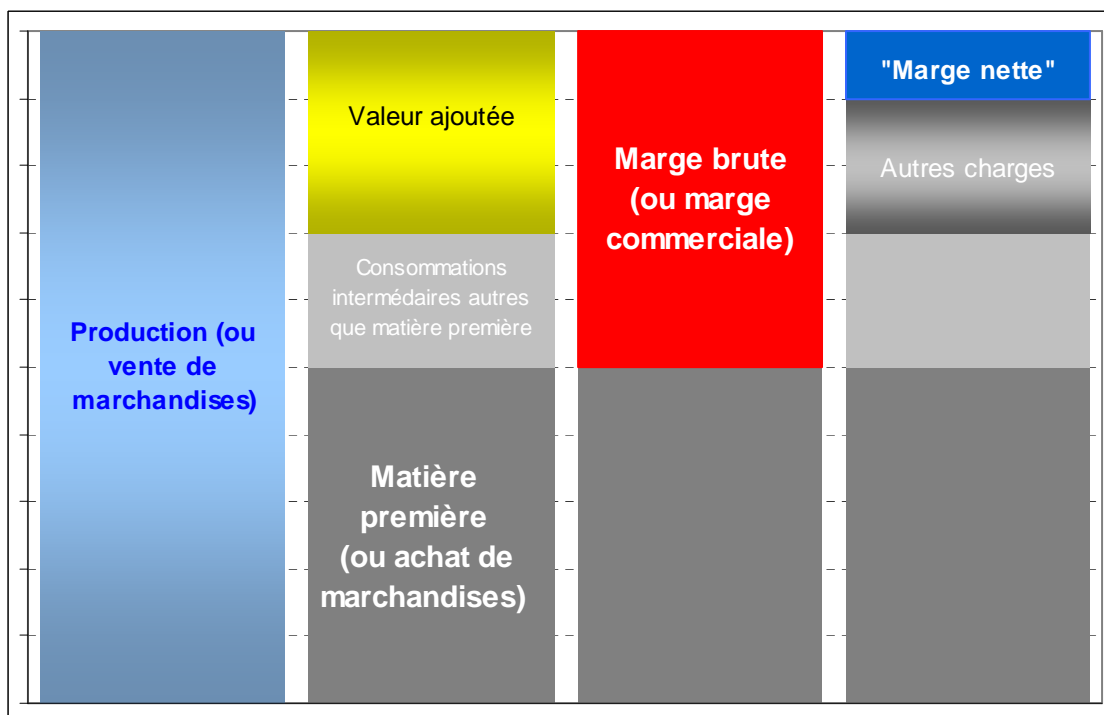 Production (ou
vente de
marchandises)
Valeur ajoutée
Consommations
intermédaires autres
que matière première
Matière
première
(ou achat de
marchandises)
Marge brute
(ou marge
commerciale)
"Marge nette"
Autres charges